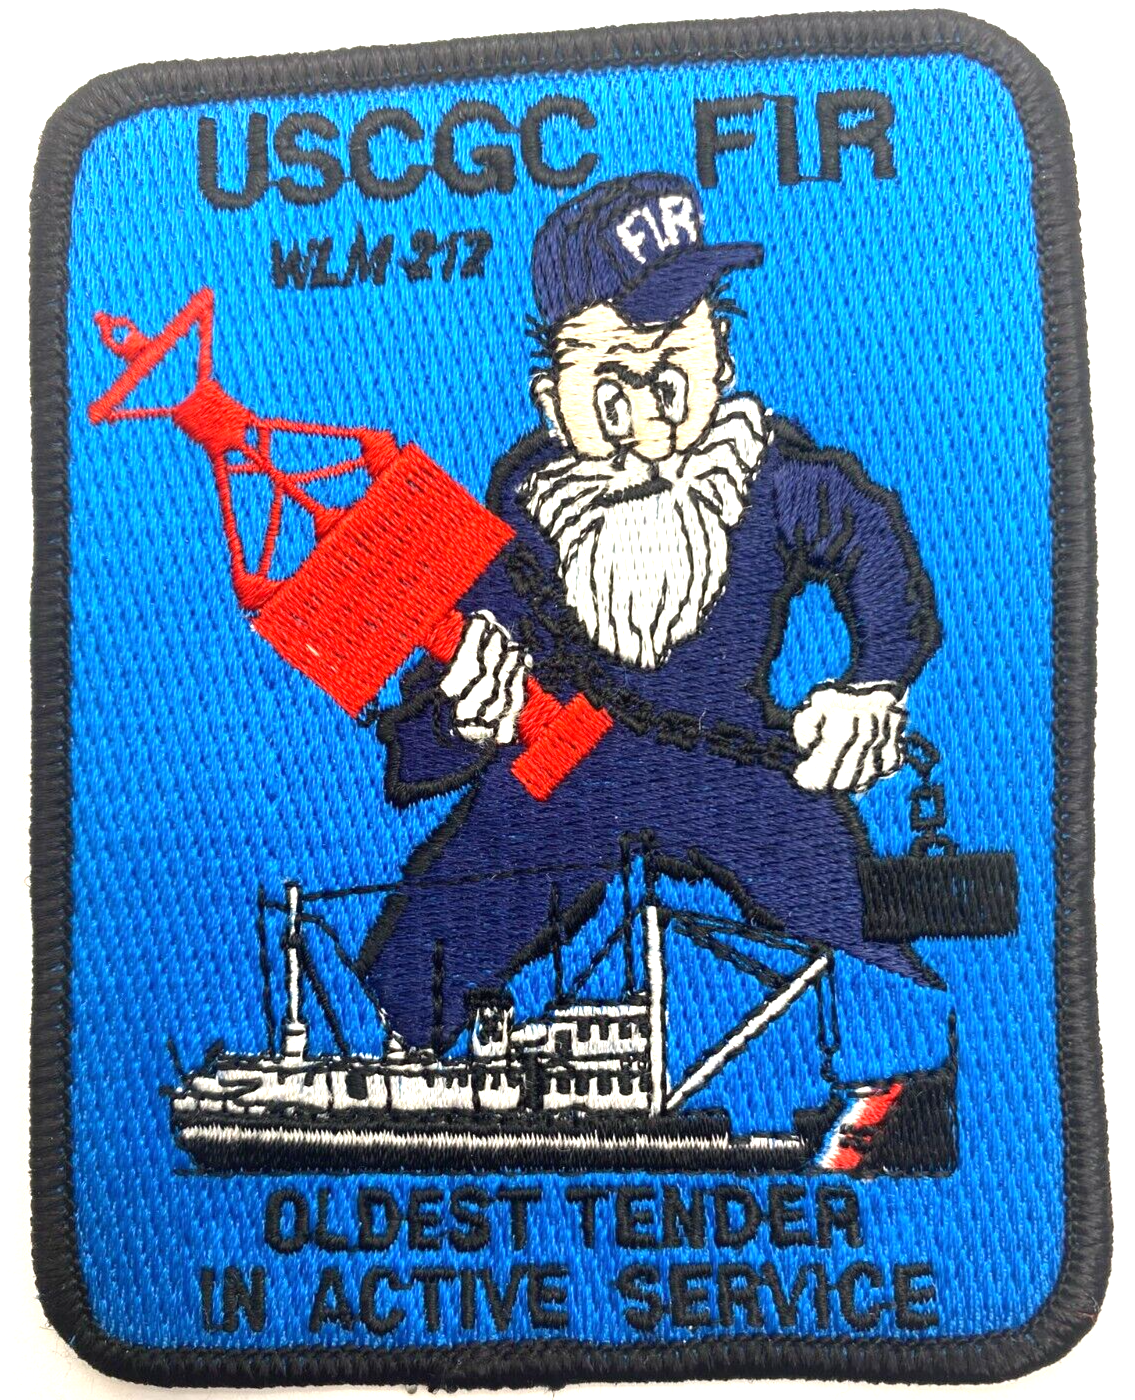 USCGC FIR
WLM-212
FIR
OLDEST TENDER
IN ACTIVE SERVICE